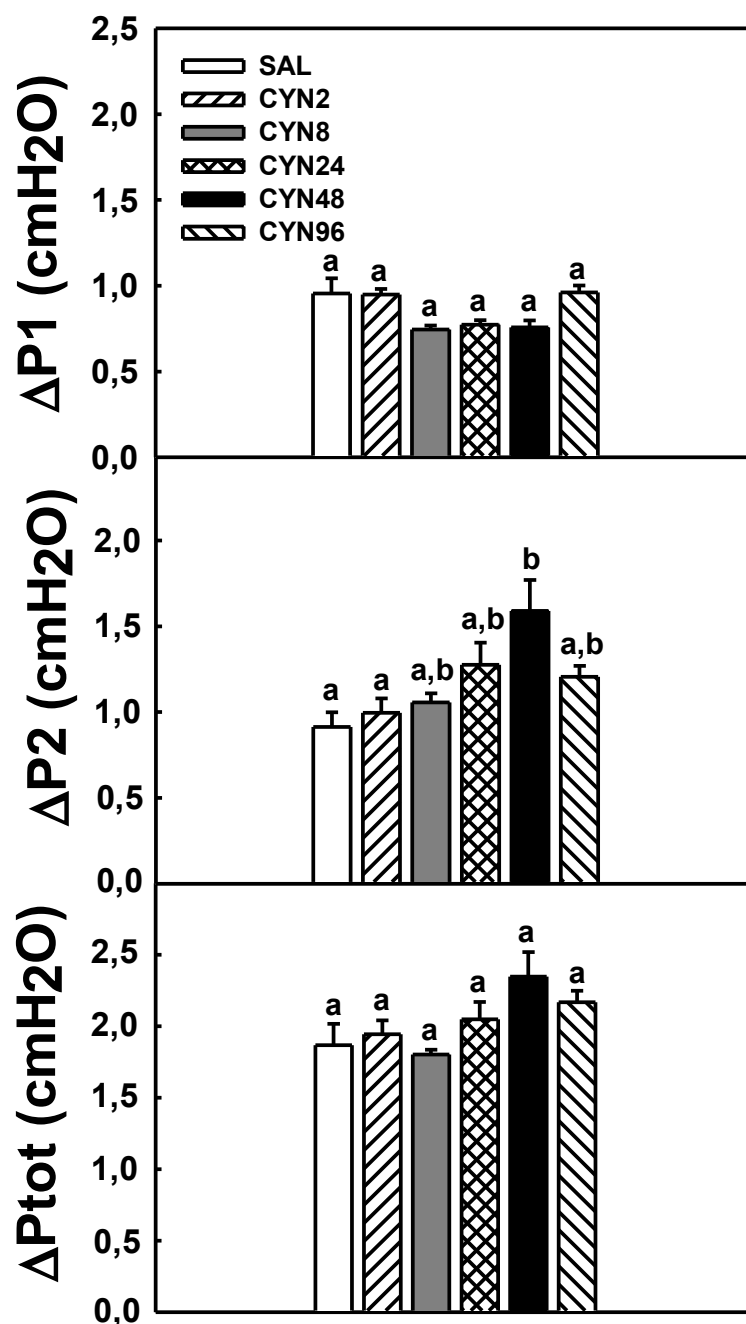 2,5
2,0
1,5
1,0
0,5
0,0
ΔP1 (cmH2O)
SAL
CYN2
CYN8
CYN24
CYN48
CYN96
a
a
a
a
a
a
2,0
1,5
1,0
0,5
0,0
ΔP2 (cmH2O)
a
a
a,b
a,b
b
a,b
2,5
2,0
1,5
1,0
0,5
0,0
ΔPtot (cmH2O)
a
a
a
a
a
a